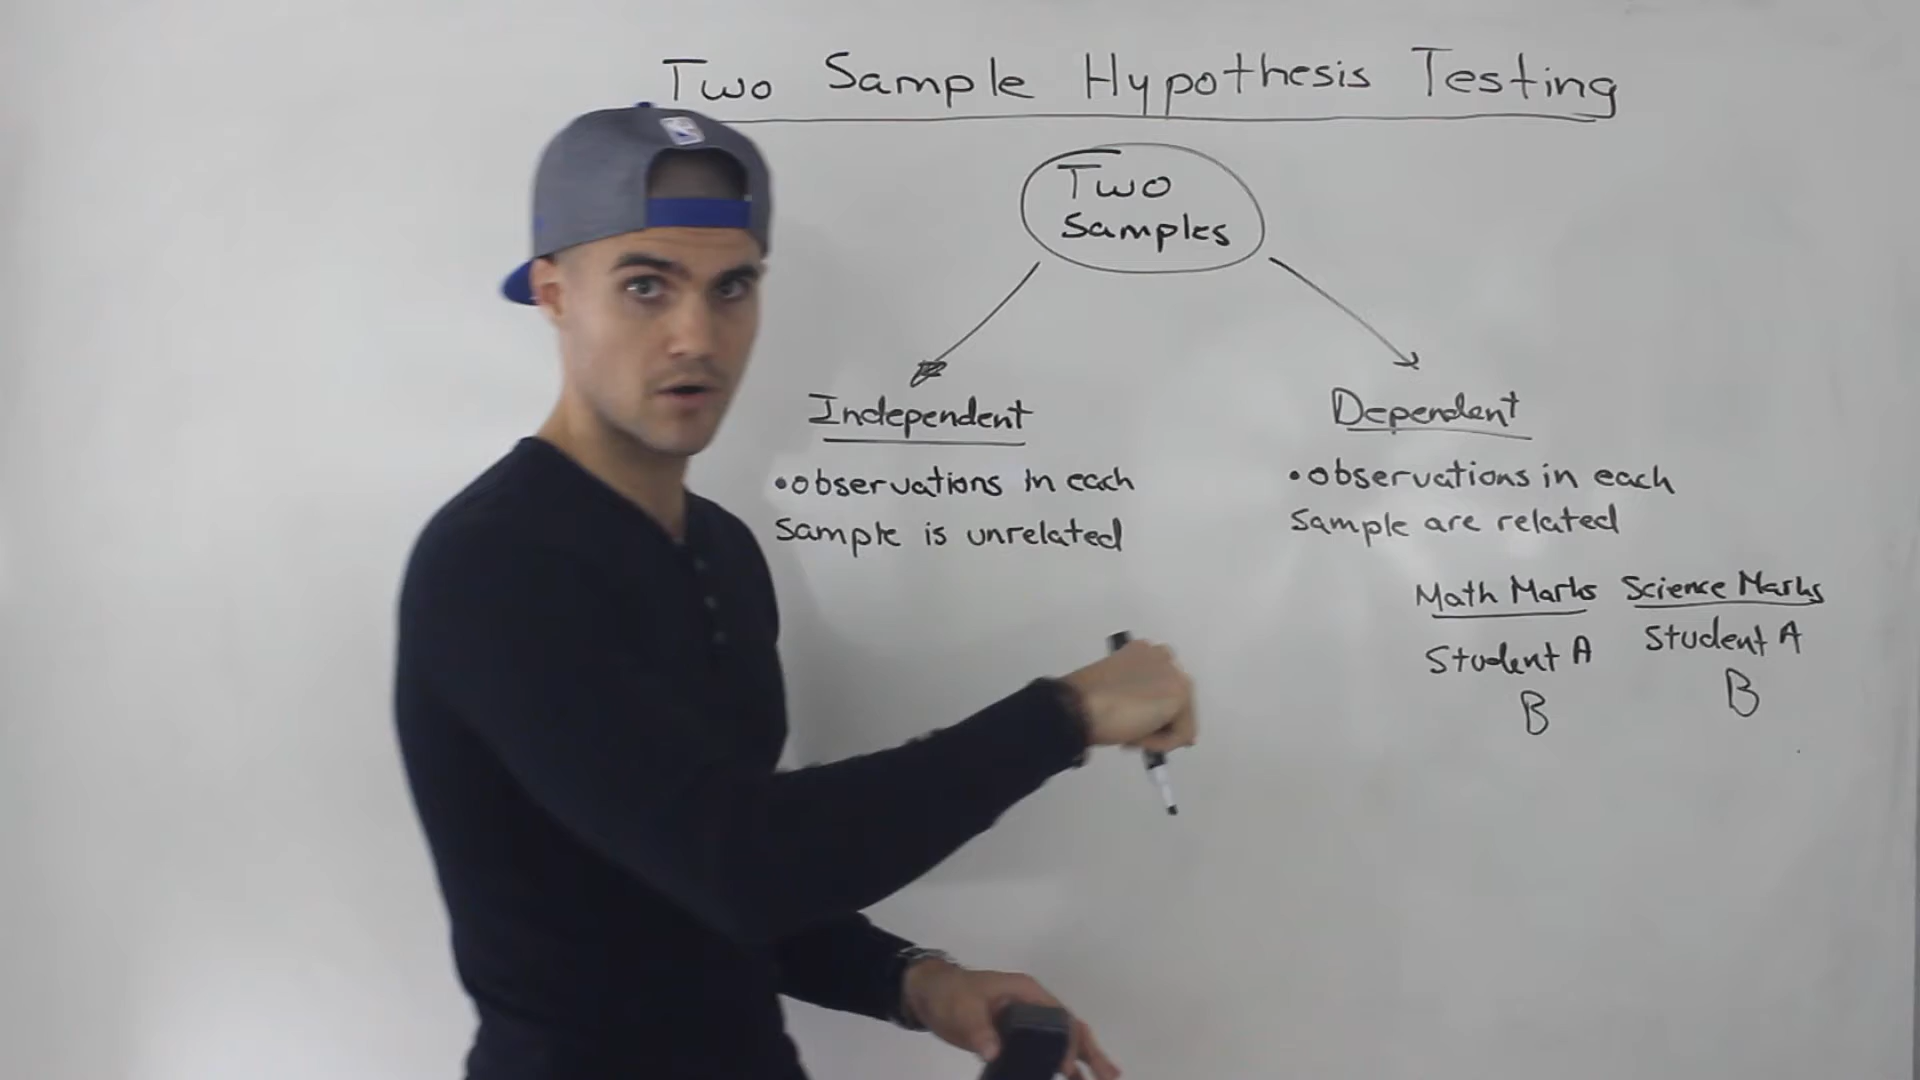 Two Sample Hypothesis Testing
Two
Samples
Independent
•observations in each
Sample is unrelated
Dependent
•observations in each
Sample are related
Math Marks Science Marks
Student A Student A
B B